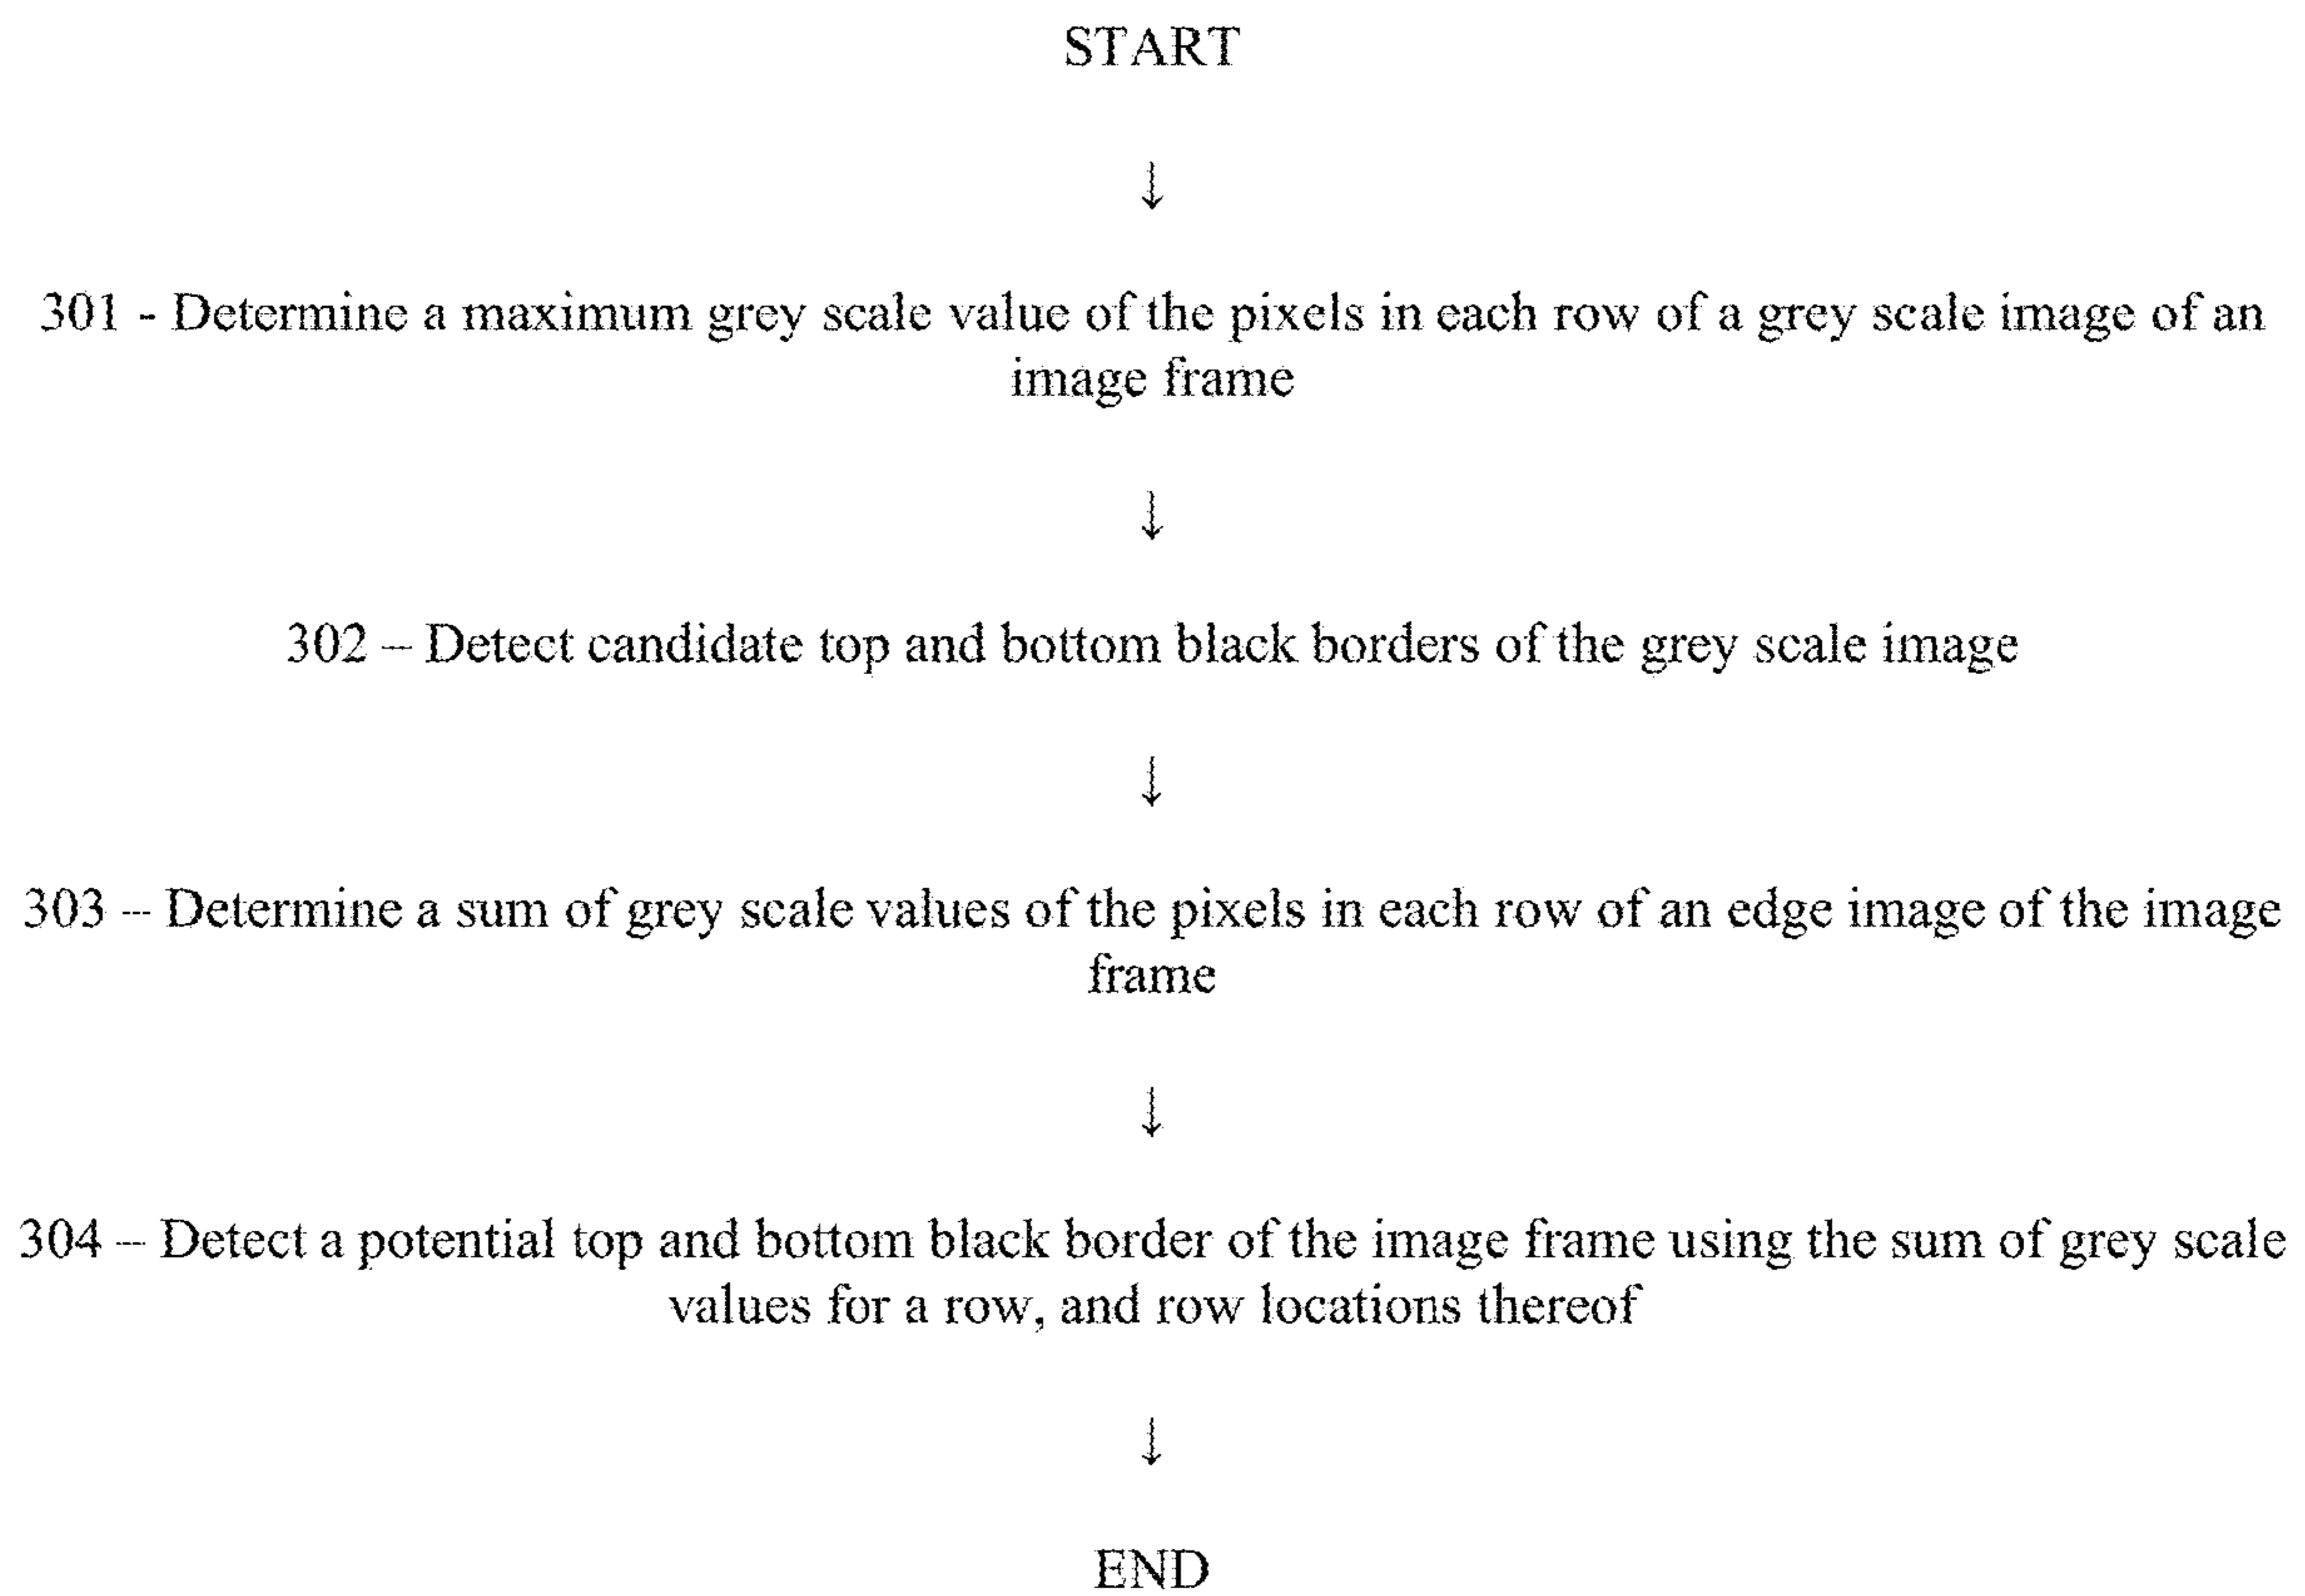 START
↓
301 - Determine a maximum grey scale value of the pixels in each row of a grey scale image of an
image frame
↓
302 – Detect candidate top and bottom black borders of the grey scale image
↓
303 – Determine a sum of grey scale values of the pixels in each row of an edge image of the image
frame
↓
304 – Detect a potential top and bottom black border of the image frame using the sum of grey scale
values for a row, and row locations thereof
↓
END